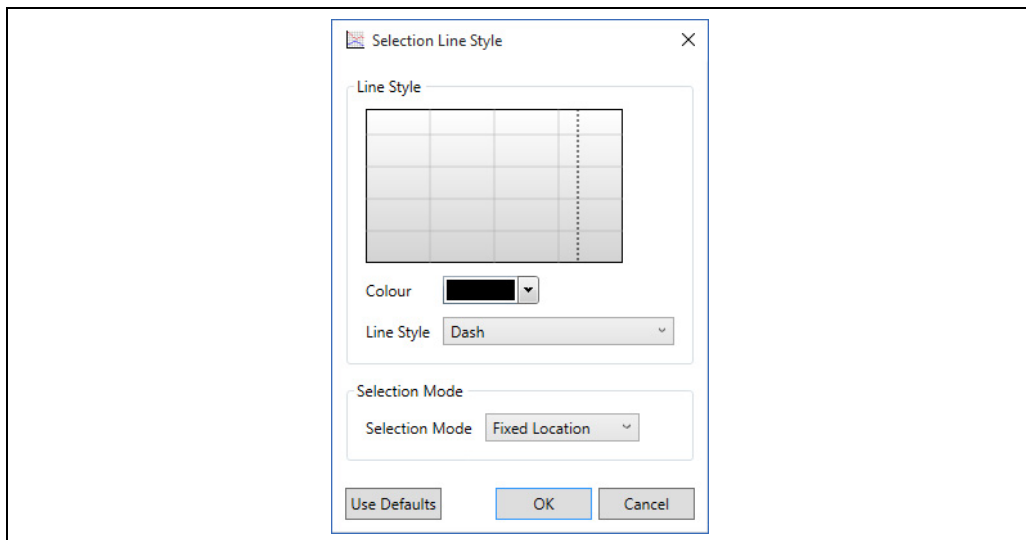 Selection Line Style
Line Style
Colour
Line Style Dash
Selection Mode
Selection Mode Fixed Location
Use Defaults OK Cancel